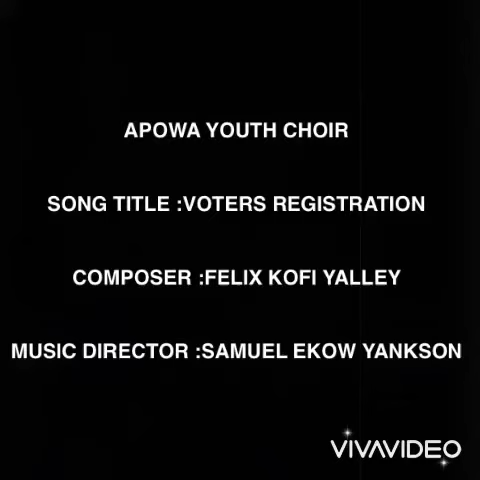 APOWA YOUTH CHOIR
SONG TITLE :VOTERS REGISTRATION
COMPOSER :FELIX KOFI YALLEY
MUSIC DIRECTOR :SAMUEL EKOW YANKSON
VIVAVIDEO